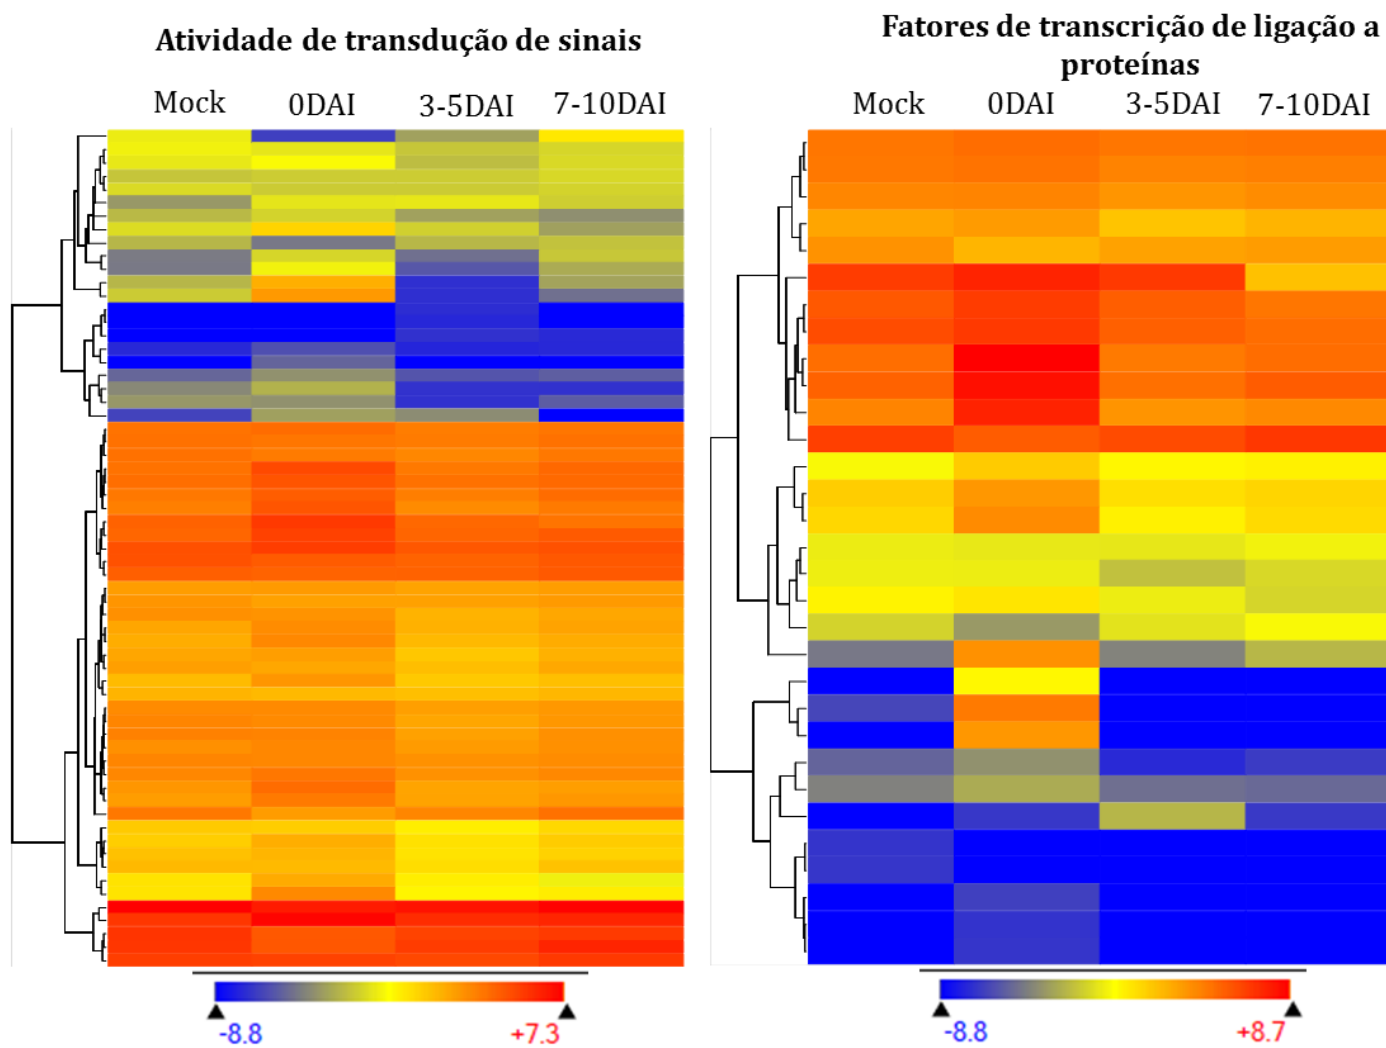 Atividade de transdução de sinais
Mock 0DAI 3-5DAI 7-10DAI
-8.8 +7.3
Fatores de transcrição de ligação a
proteínas
Mock 0DAI 3-5DAI 7-10DAI
-8.8 +8.7